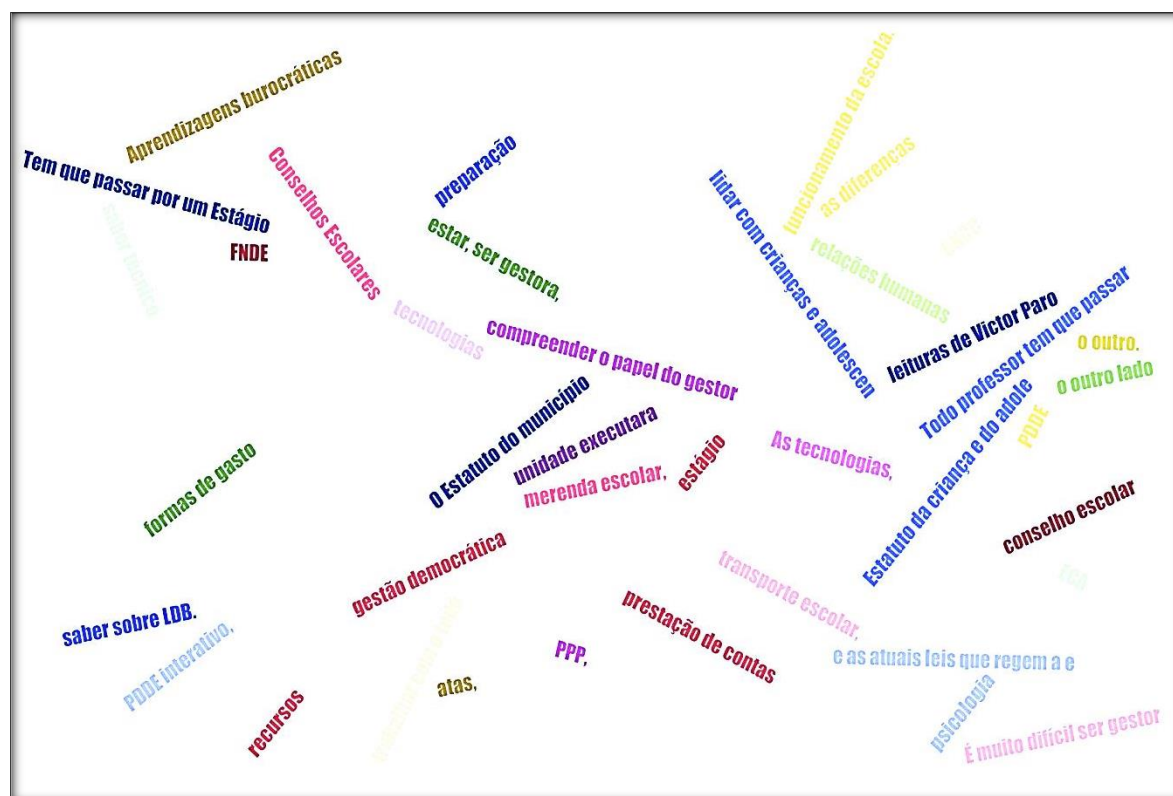 Aprendizagens burocráticas
Tem que passar por um Estágio
saber técnico
FNDE
Conselhos Escolares
preparação
estar, ser gestora,
tecnologias
compreender o papel do gestor
funcionamento da escola.
as diferenças
lidar com crianças e adolescen
relações humanas
leituras de Victor Paro
Todo professor tem que passar
o outro.
o outro lado
PDDE
Estatuto da criança e do adole
O Estatuto do município
unidade executara
merenda escolar,
estágio
As tecnologias,
formas de gasto
conselho escolar
gestão democrática
transporte escolar,
prestação de contas
saber sobre LDB.
PDDE interativo,
PPP,
e as atuais leis que regem a e
recursos
atas,
psicologia
É muito difícil ser gestor